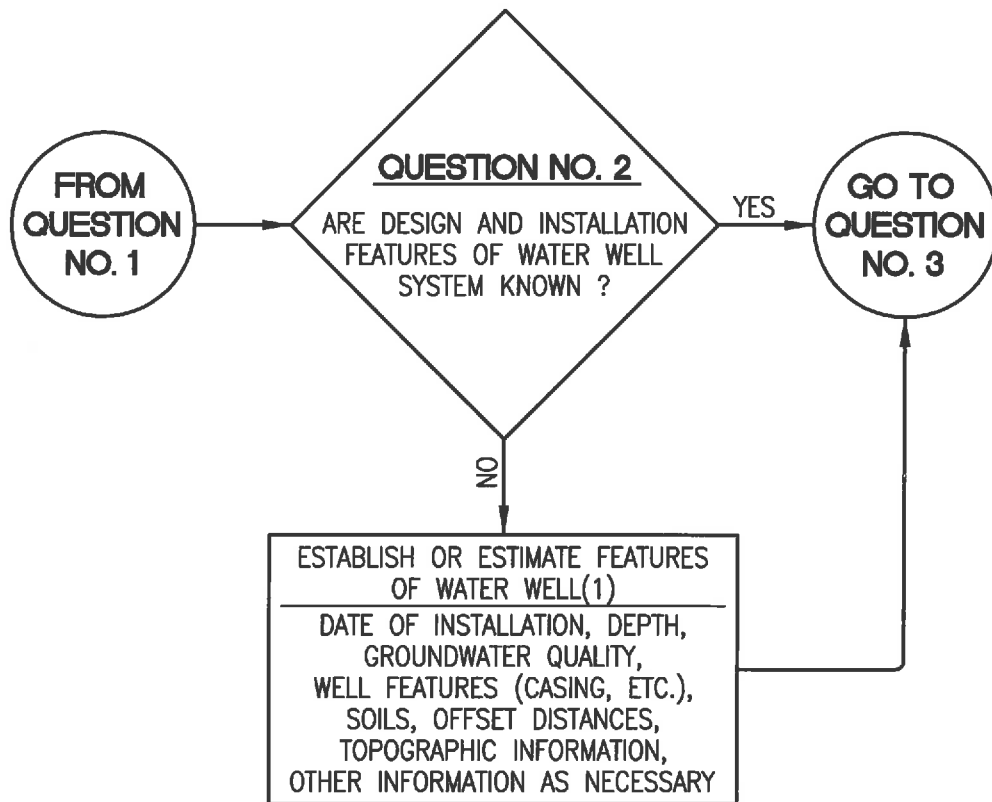 FROM
QUESTION
NO. 1
QUESTION NO. 2
ARE DESIGN AND INSTALLATION
FEATURES OF WATER WELL
SYSTEM KNOWN ?
YES
GO TO
QUESTION
NO. 3
NO
ESTABLISH OR ESTIMATE FEATURES
OF WATER WELL(1)
DATE OF INSTALLATION, DEPTH,
GROUNDWATER QUALITY,
WELL FEATURES (CASING, ETC.),
SOILS, OFFSET DISTANCES,
TOPOGRAPHIC INFORMATION,
OTHER INFORMATION AS NECESSARY